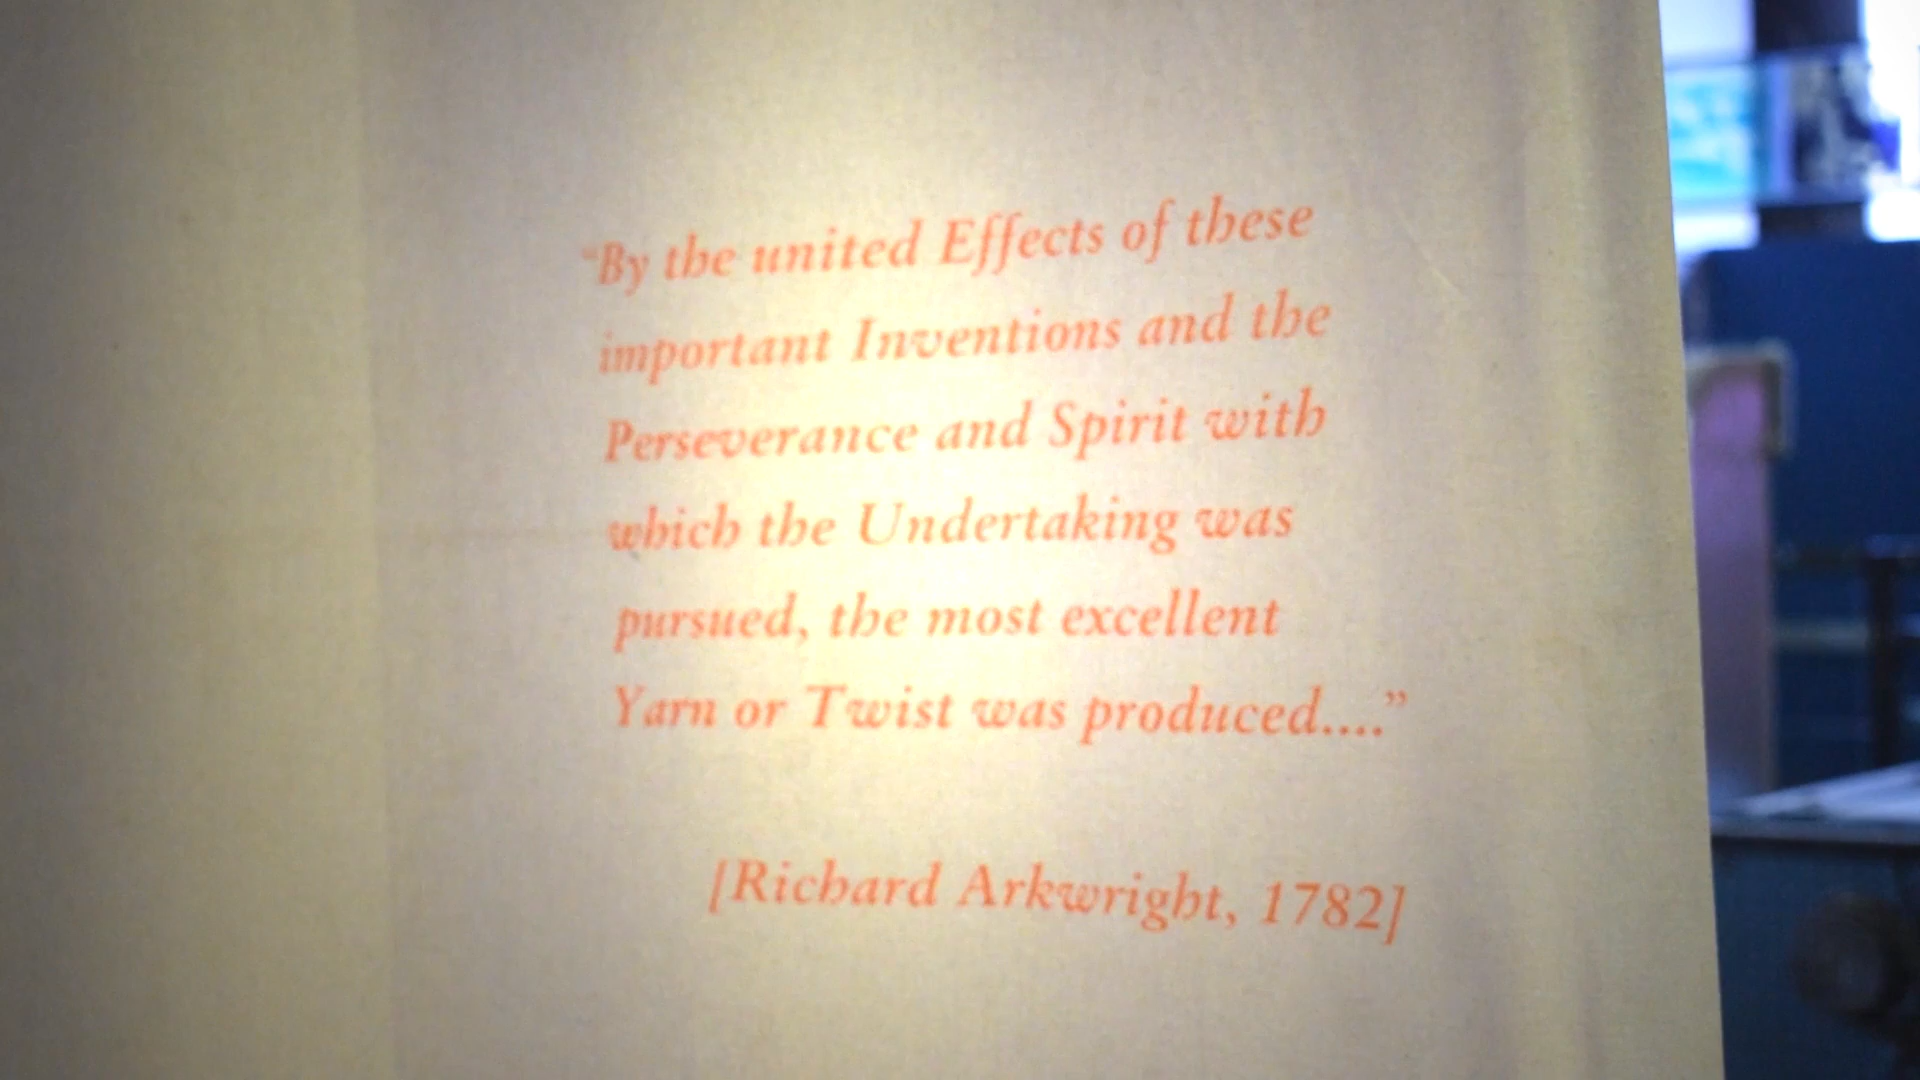 “By the united Effects of these
important Inventions and the
Perseverance and Spirit with
which the Undertaking was
pursued, the most excellent
Yarn or Twist was produced....”
[Richard Arkwright, 1782]